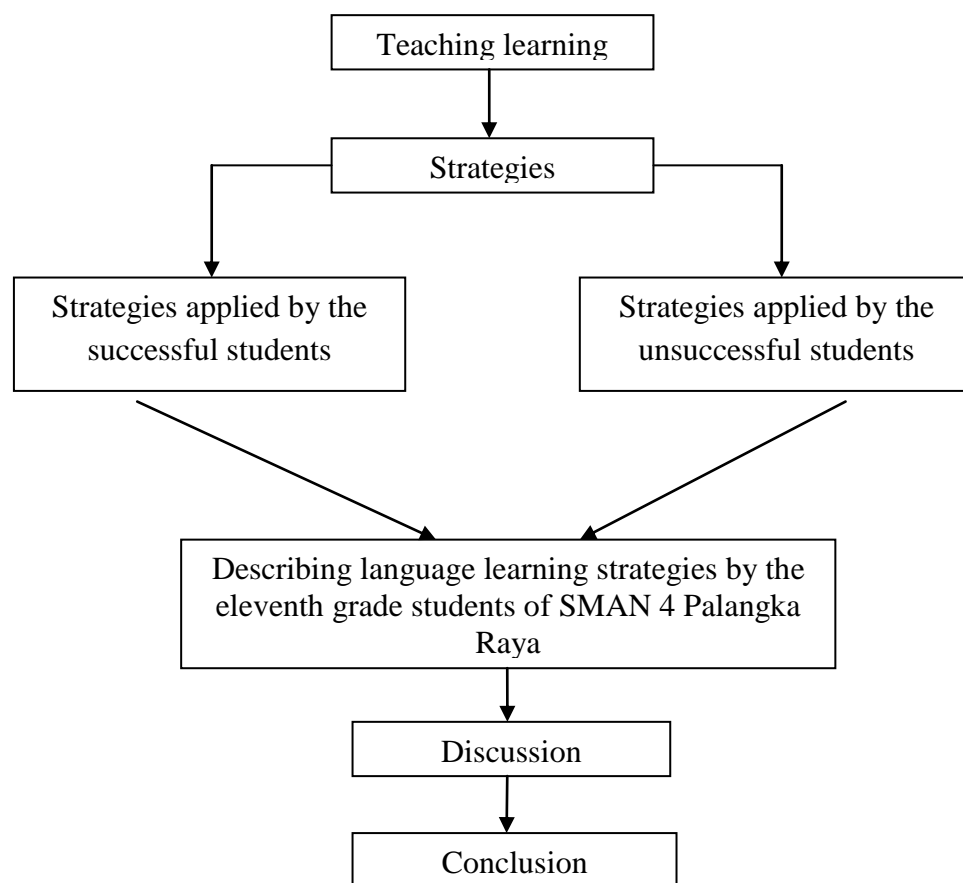 Teaching learning
Strategies
Strategies applied by the
successful students
Strategies applied by the
unsuccessful students
Describing language learning strategies by the
eleventh grade students of SMAN 4 Palangka
Raya
Discussion
Conclusion